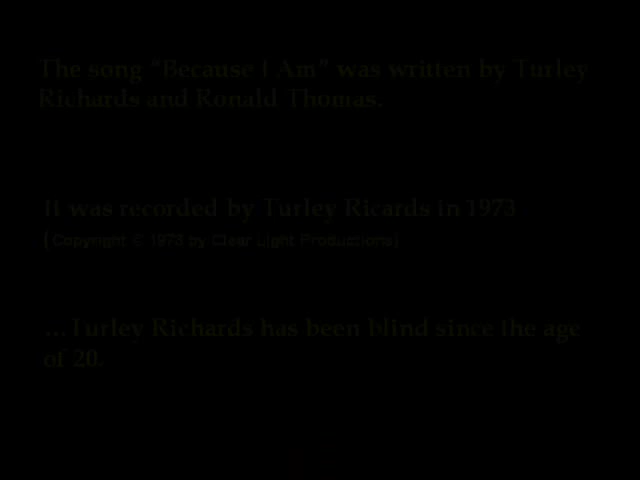 The song “Because I Am” was written by Turley
Richards and Ronald Thomas.
It was recorded by Turley Ricards in 1973
(Copyright © 1973 by Clear Light Productions)
... Turley Richards has been blind since the age
of 20.